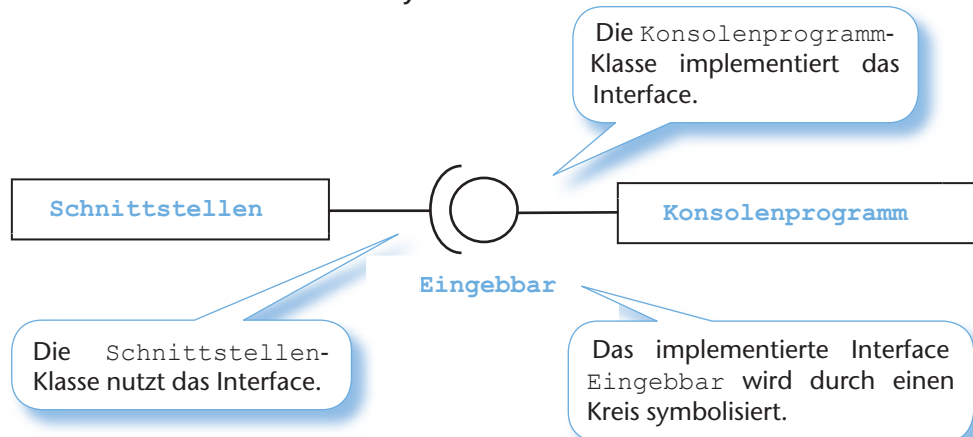 Die Konsolenprogramm-
Klasse implementiert das
Interface.
Schnittstellen
Konsolenprogramm
Eingebbar
Die Schnittstellen-
Klasse nutzt das Interface.
Das implementierte Interface
Eingebbar wird durch einen
Kreis symbolisiert.